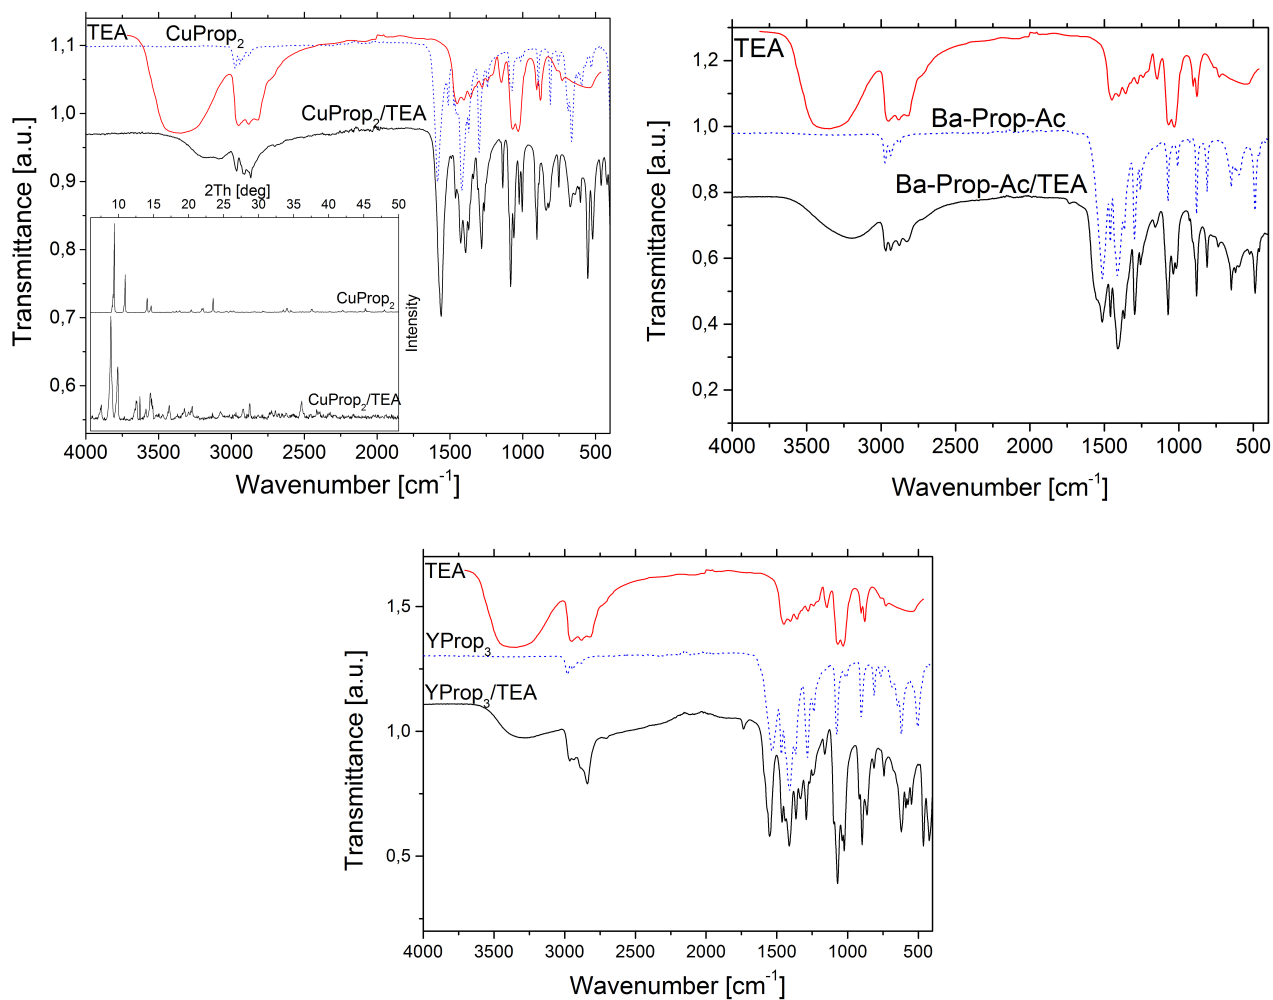 TEA
CuProp2
1,1
1,0
CuProp2/TEA
0,9
2Th [deg]
10 15 20 25 30 35 40 45 50
0,8
CuProp2
0,7
Intensity
0,6
CuProp2/TEA
Transmittance [a.u.]
4000 3500 3000 2500 2000 1500 1000 500
Wavenumber [cm-1]
TEA
1,2
Ba-Prop-Ac
1,0
Ba-Prop-Ac/TEA
0,8
0,6
0,4
0,2
Transmittance [a.u.]
4000 3500 3000 2500 2000 1500 1000 500
Wavenumber [cm-1]
TEA
1,5
YProp3
YProp3/TEA
1,0
0,5
Transmittance [a.u.]
4000 3500 3000 2500 2000 1500 1000 500
Wavenumber [cm-1]